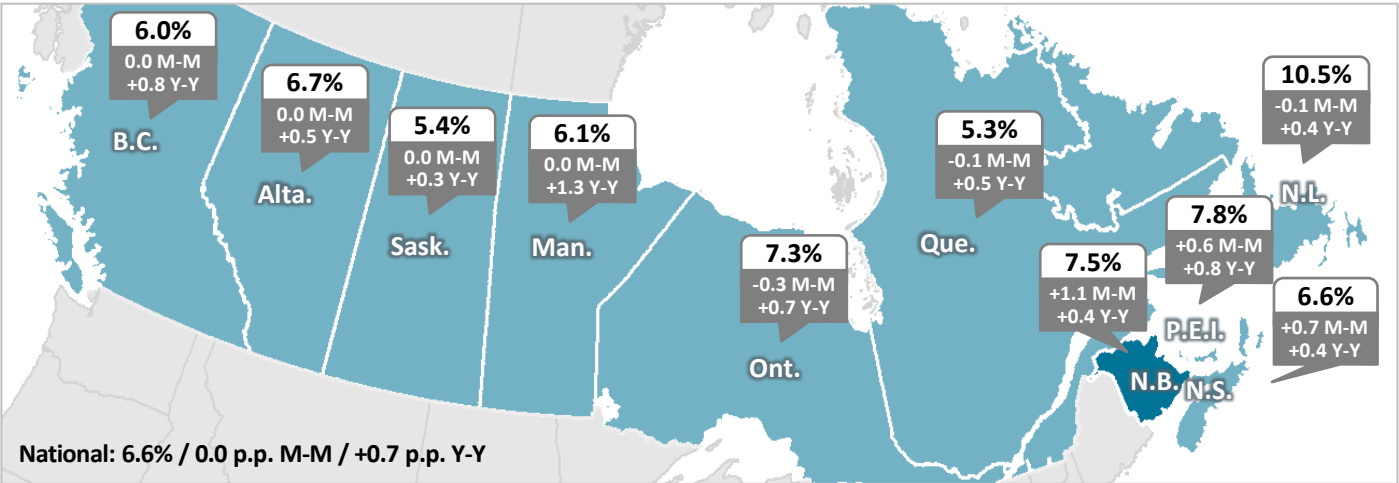 6.0%
0.0 M-M
+0.8 Y-Y
B.C.
6.7%
0.0 M-M
+0.5 Y-Y
Alta.
5.4%
0.0 M-M
+0.3 Y-Y
Sask.
6.1%
0.0 M-M
+1.3 Y-Y
Man.
7.3%
-0.3 M-M
+0.7 Y-Y
Ont.
5.3%
-0.1 M-M
+0.5 Y-Y
Que.
7.5%
+1.1 M-M
+0.4 Y-Y
N.B.
7.8%
+0.6 M-M
+0.8 Y-Y
P.E.I.
6.6%
+0.7 M-M
+0.4 Y-Y
N.S.
10.5%
-0.1 M-M
+0.4 Y-Y
N.L.
National: 6.6% / 0.0 p.p. M-M / +0.7 p.p. Y-Y